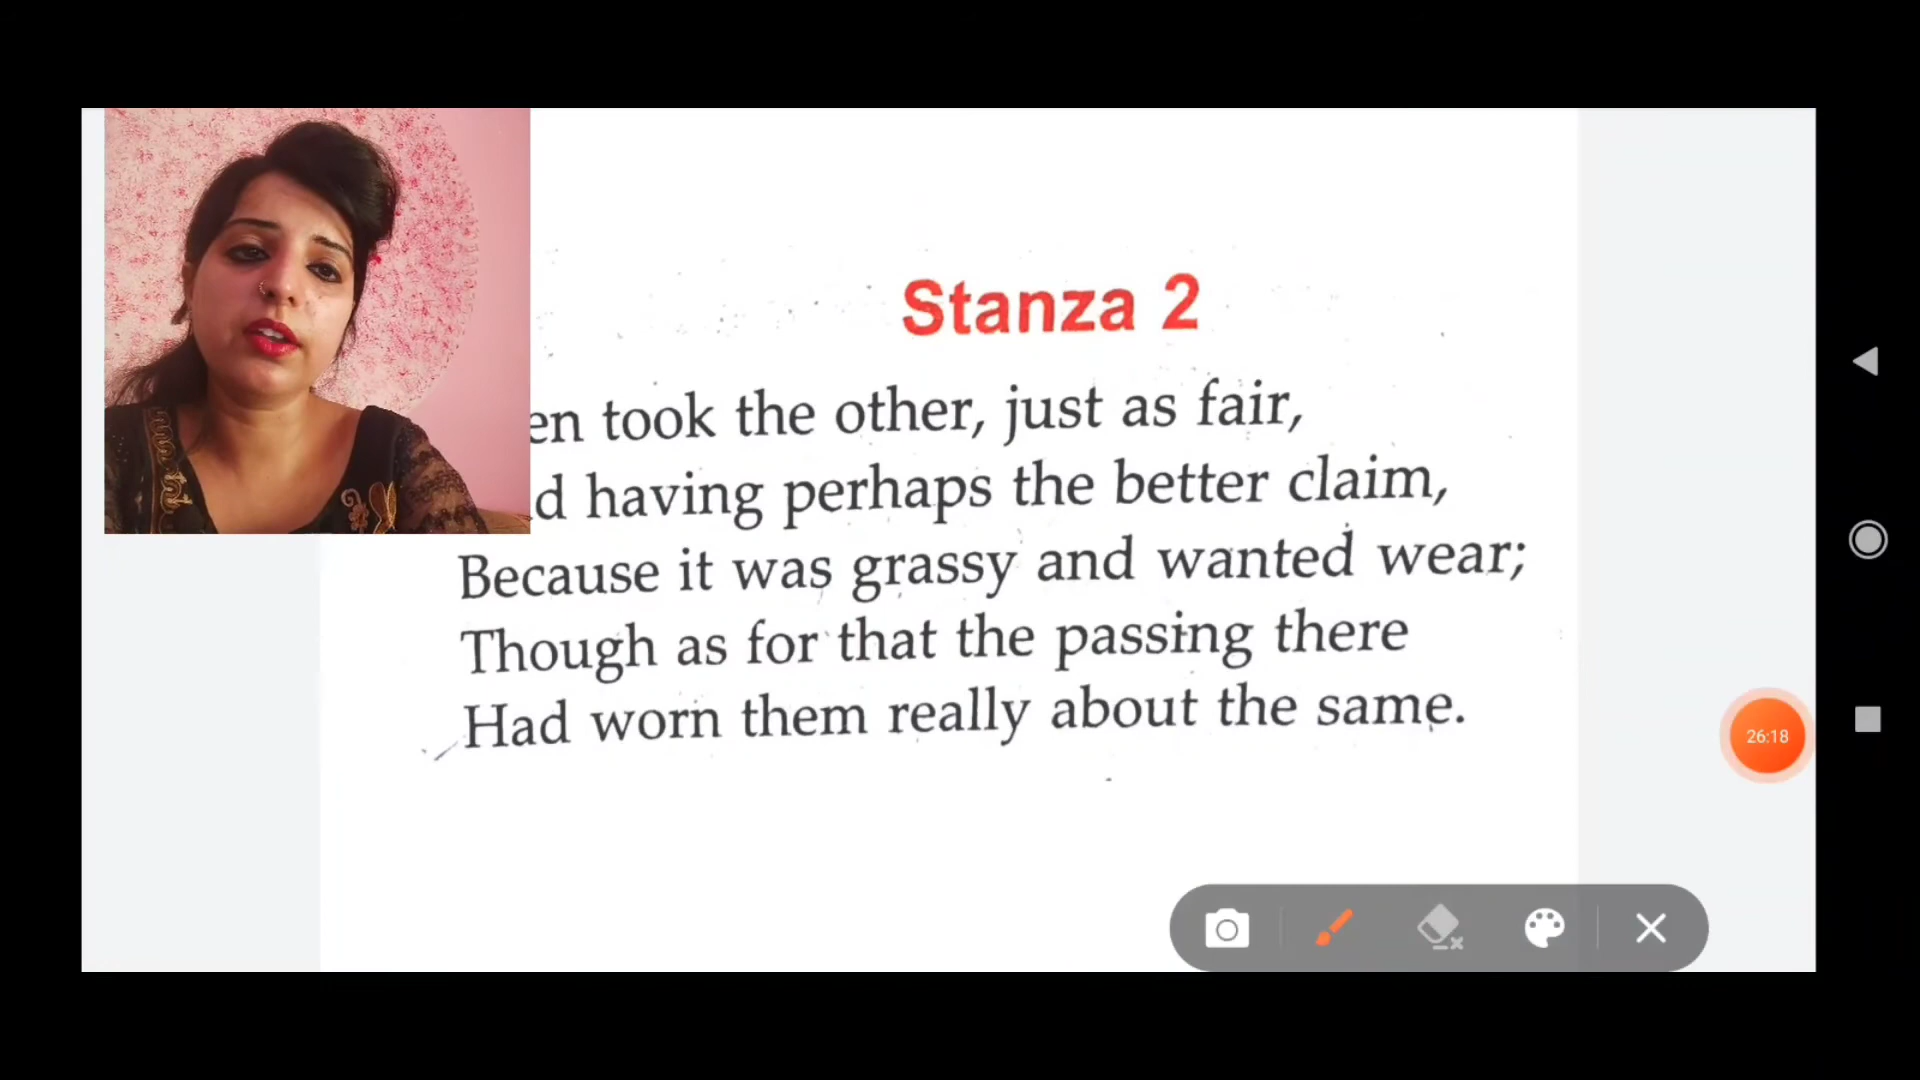 Stanza 2
en took the other, just as fair,
d having perhaps the better claim,
Because it was grassy and wanted wear;
Though as for that the passing there
Had worn them really about the same.
26:18